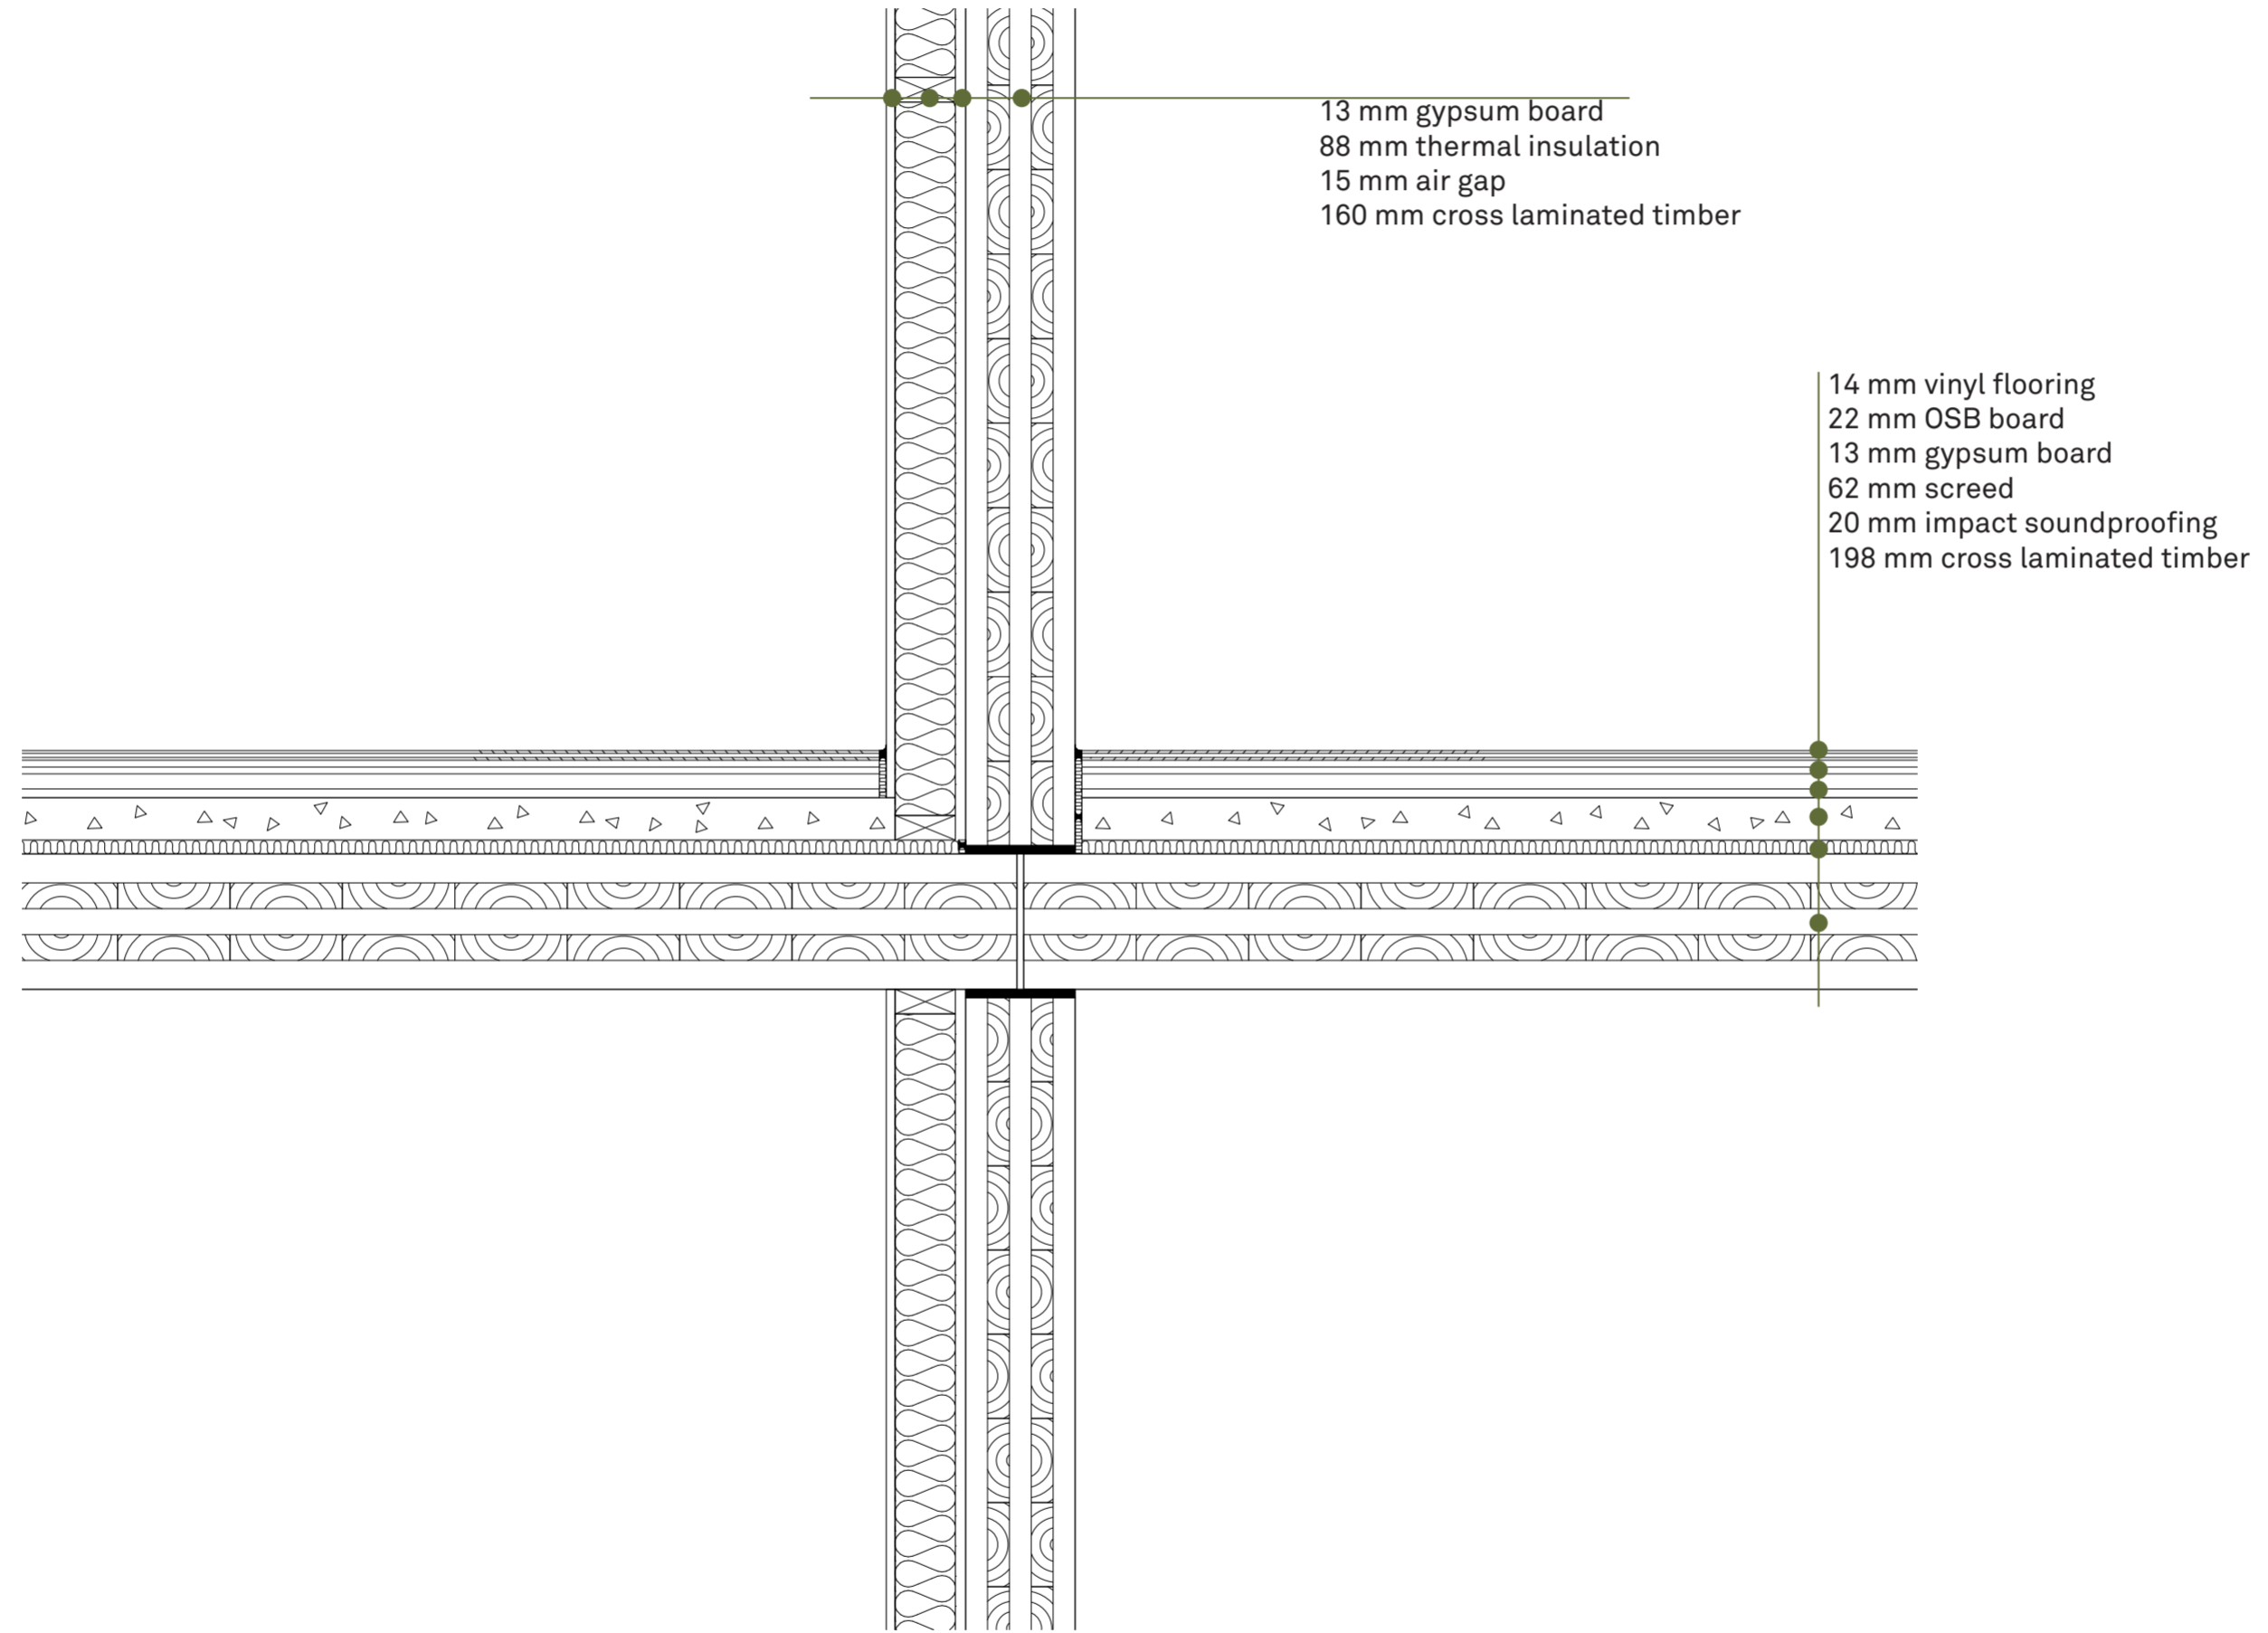 13 mm gypsum board
88 mm thermal insulation
15 mm air gap
160 mm cross laminated timber
14 mm vinyl flooring
22 mm OSB board
13 mm gypsum board
62 mm screed
20 mm impact soundproofing
198 mm cross laminated timber